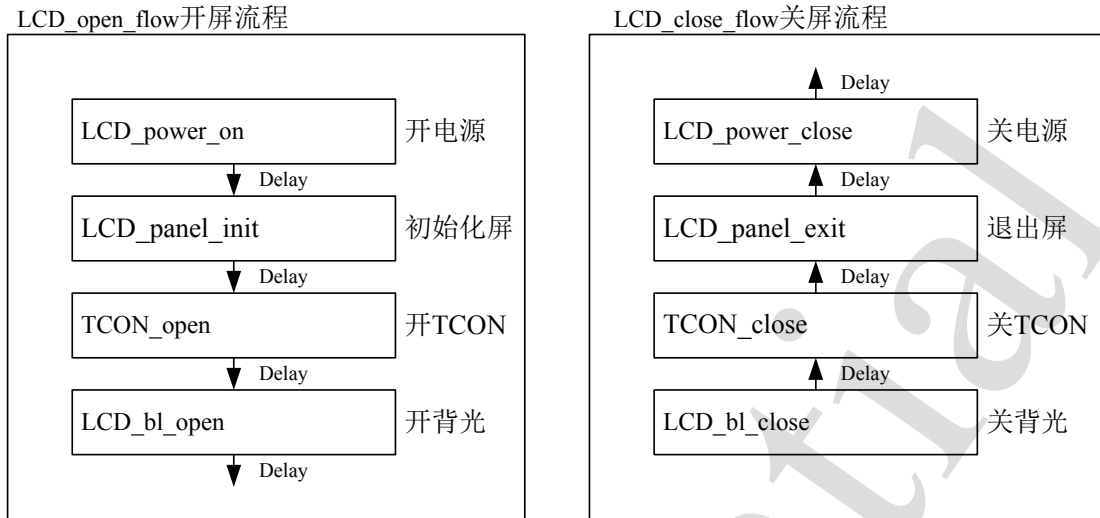 LCD_open_flow开屏流程
LCD_power_on 开电源
Delay
LCD_panel_init 初始化屏
Delay
TCON_open 开TCON
Delay
LCD_bl_open 开背光
Delay
LCD_close_flow关屏流程
Delay
LCD_power_close 关电源
Delay
LCD_panel_exit 退出屏
Delay
TCON_close 关TCON
Delay
LCD_bl_close 关背光
tial